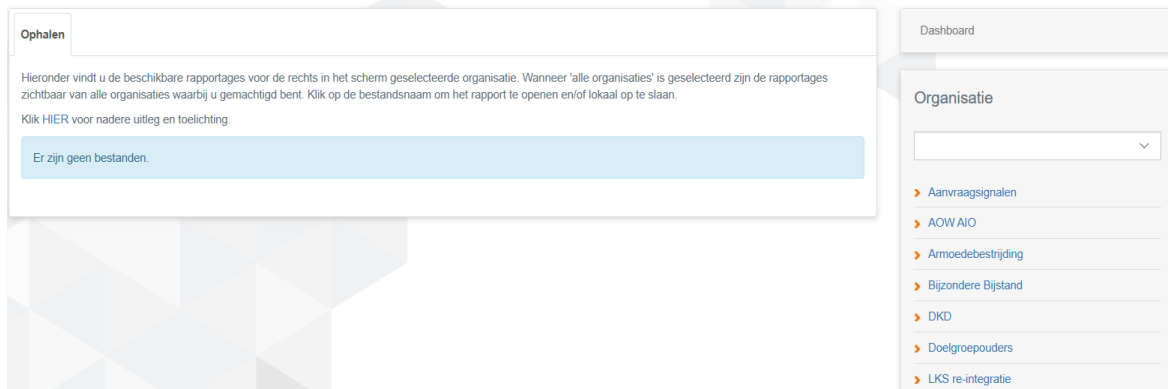 Ophalen
Hieronder vindt u de beschikbare rapportages voor de rechts in het scherm geselecteerde organisatie. Wanneer 'alle organisaties' is geselecteerd zijn de rapportages
zichtbaar van alle organisaties waarbij u gemachtigd bent. Klik op de bestandsnaam om het rapport te openen en/of lokaal op te slaan.
Klik HIER voor nadere uitleg en toelichting.
Er zijn geen bestanden.
Dashboard
Organisatie
Aanvraagsignalen
AOW AIO
Armoedebestrijding
Bijzondere Bijstand
DKD
Doelgroepouders
LKS re-integratie